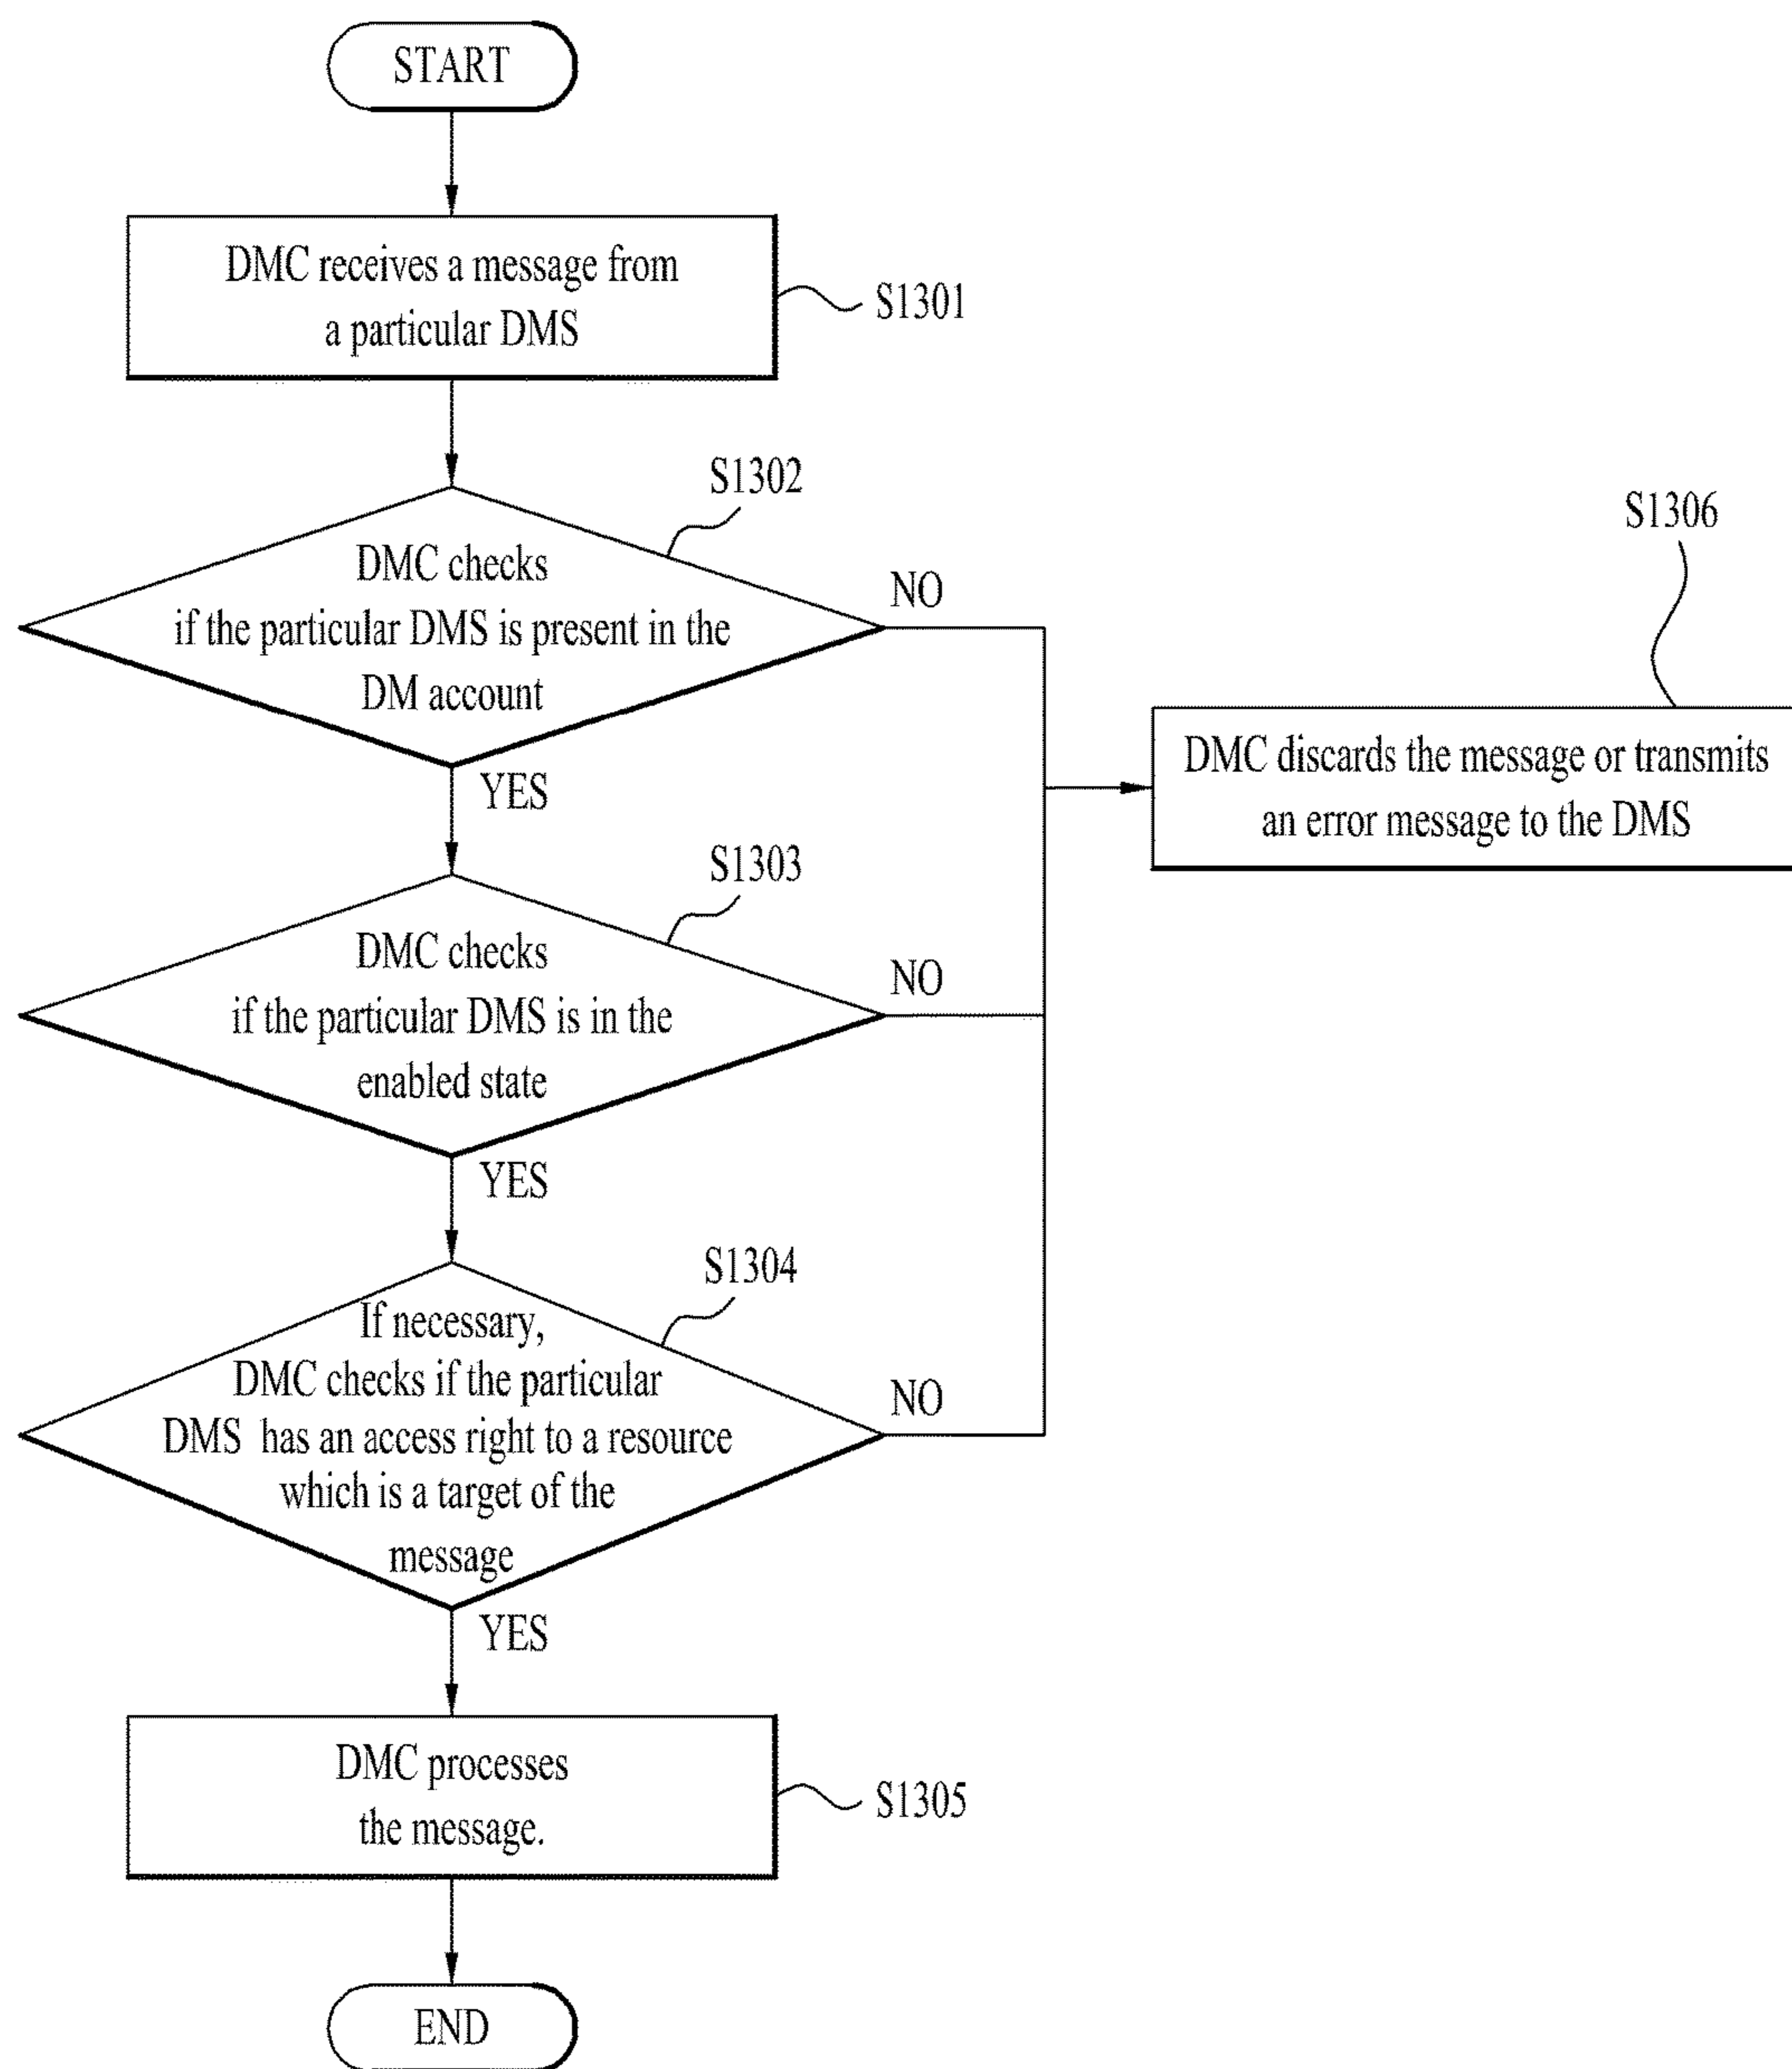 START
DMC receives a message from
a particular DMS
S1301
S1302
DMC checks
if the particular DMS is present in the
DM account
NO
YES
S1306
DMC discards the message or transmits
an error message to the DMS
S1303
DMC checks
if the particular DMS is in the
enabled state
NO
YES
S1304
If necessary,
DMC checks if the particular
DMS has an access right to a resource
which is a target of the
message
NO
YES
DMC processes
the message.
S1305
END